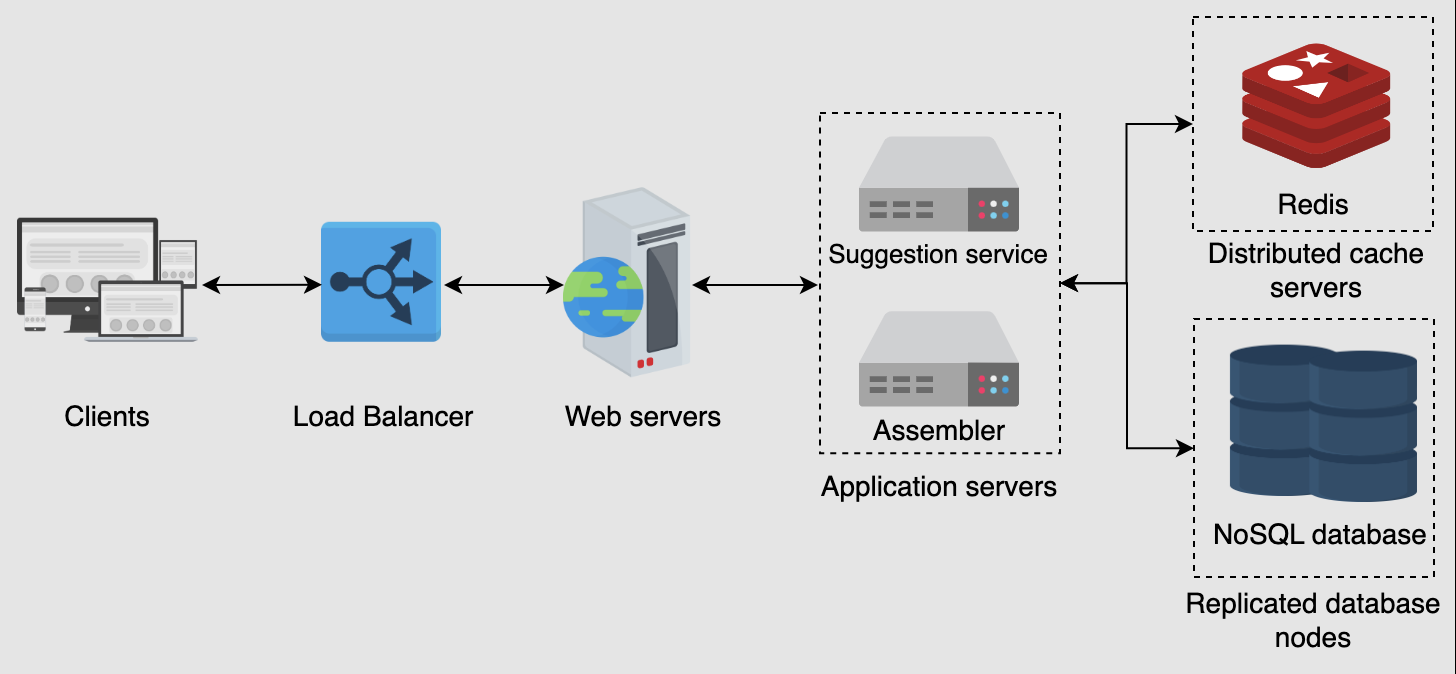 Clients
Load Balancer
Web servers
Suggestion service
Assembler
Application servers
Redis
Distributed cache
servers
NoSQL database
Replicated database
nodes